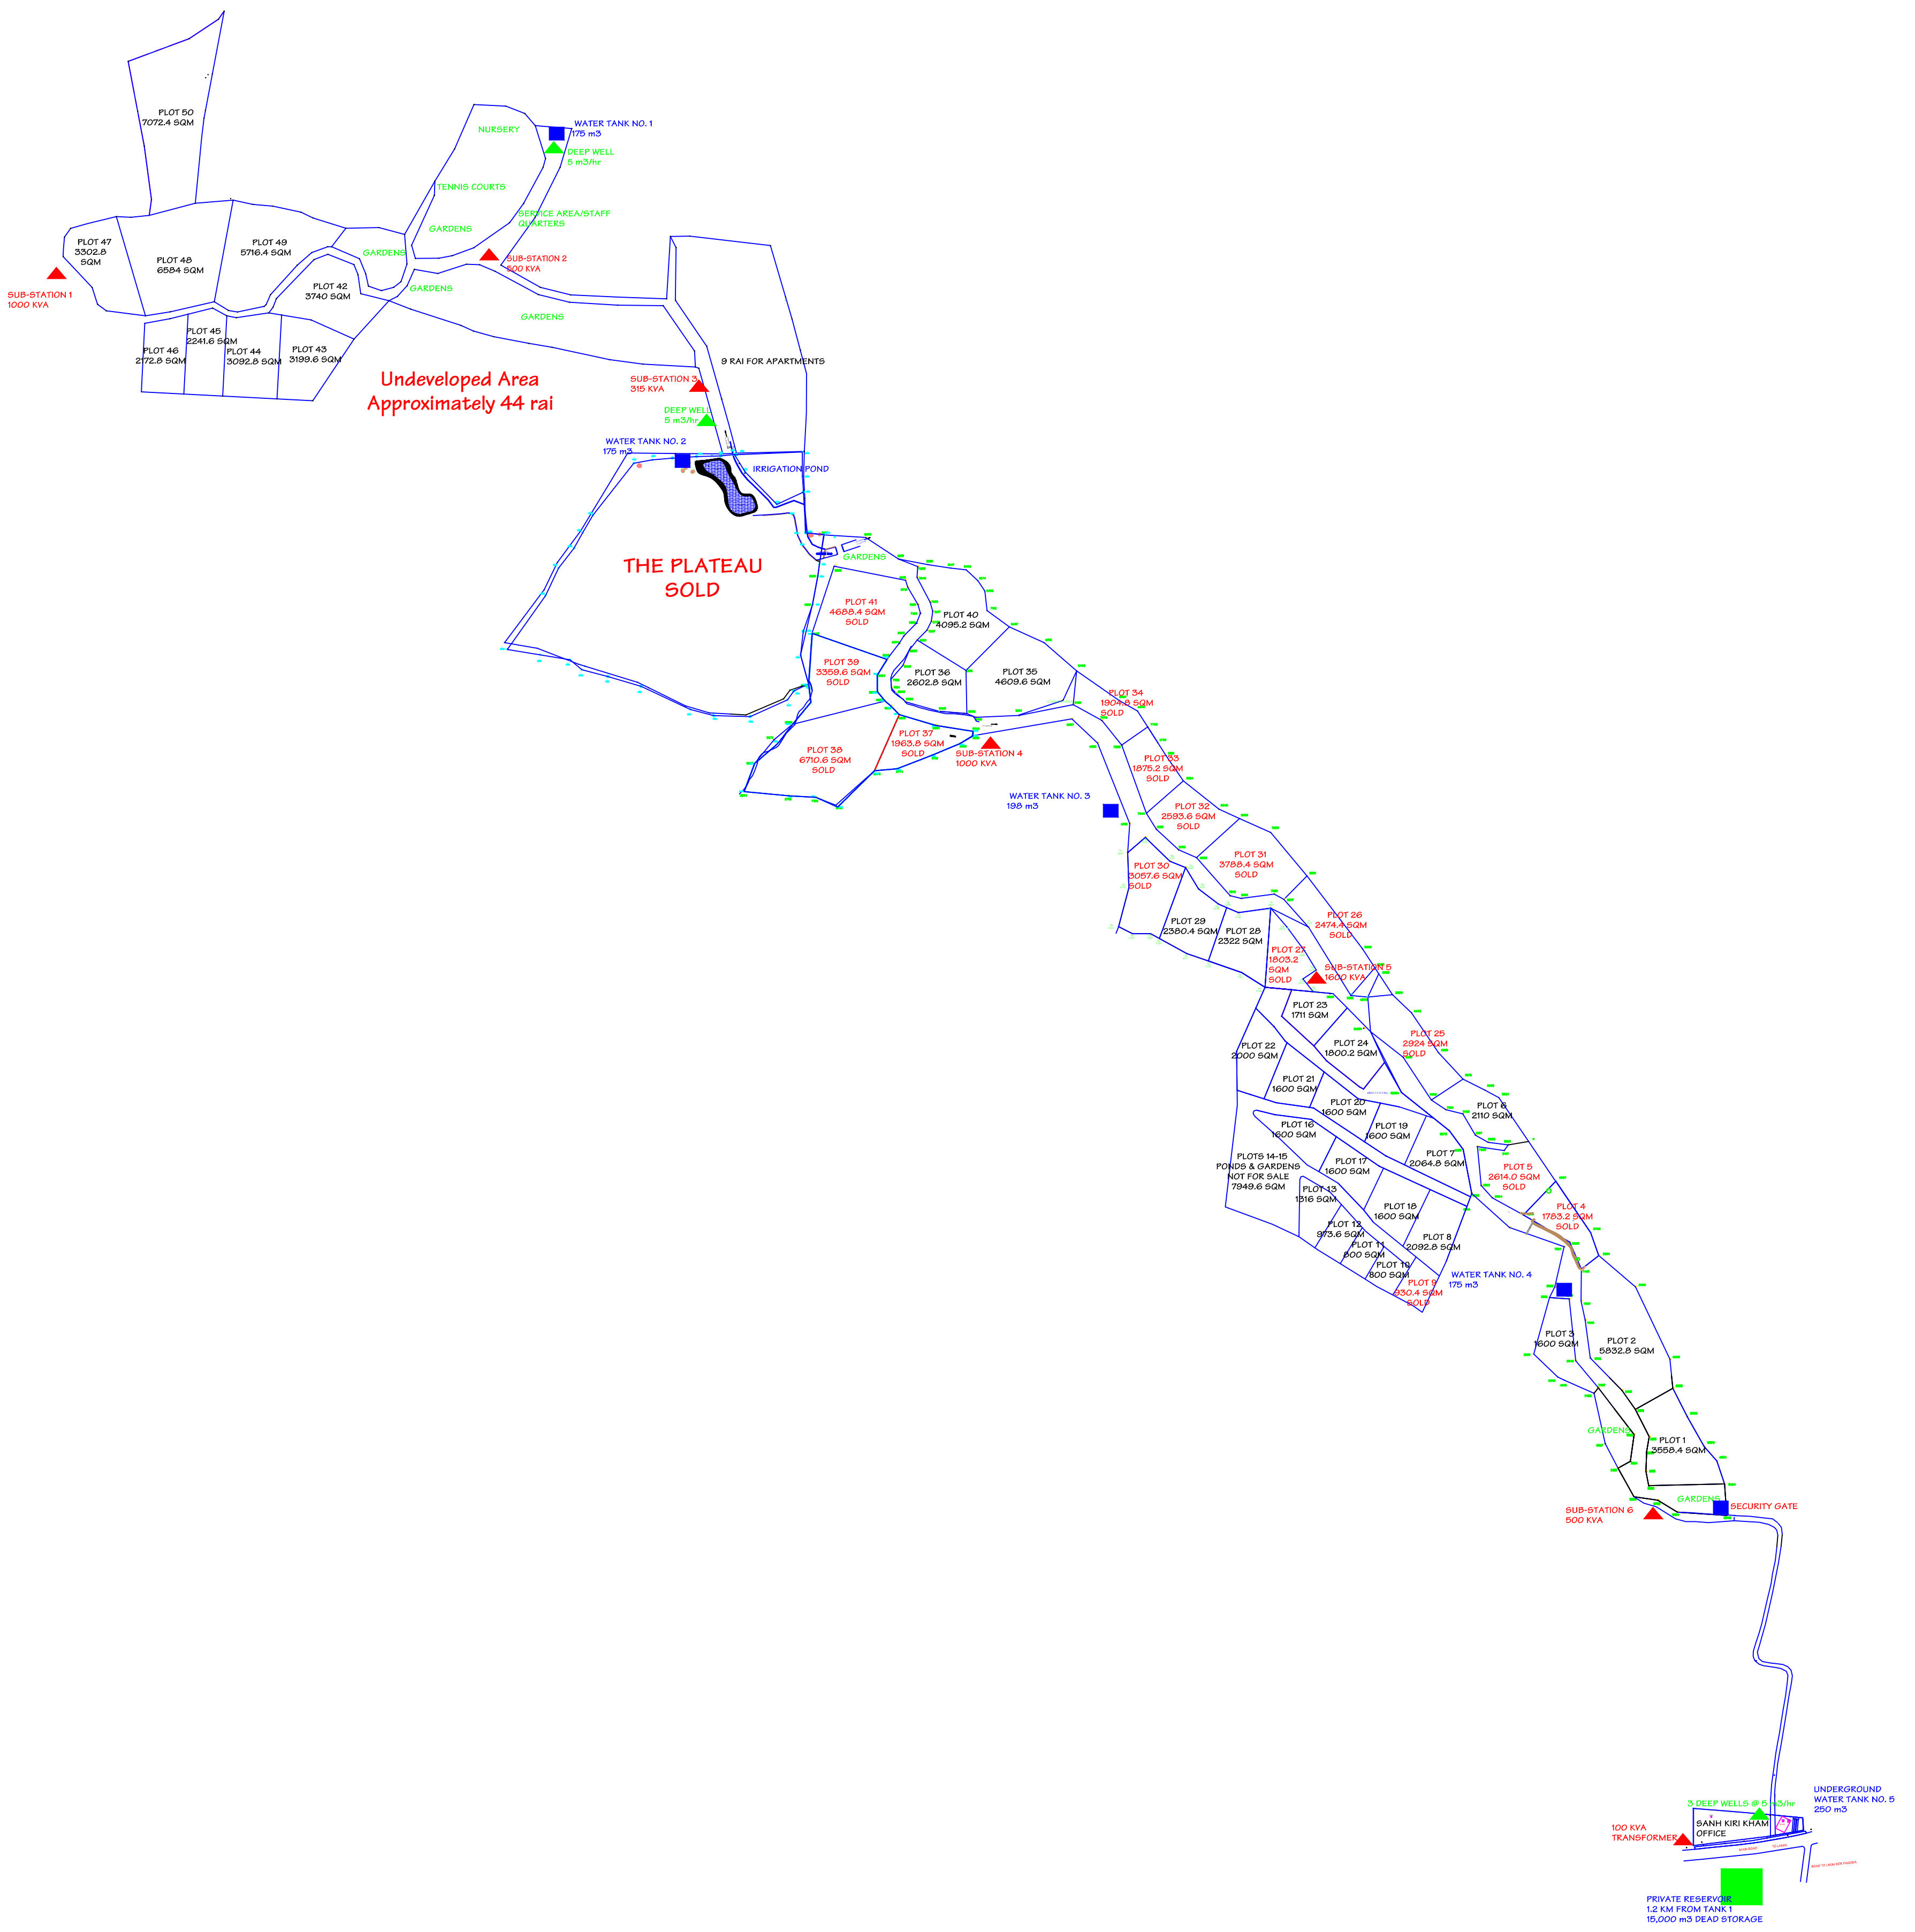 PLOT 50
7072.4 SQM
NURSERY
WATER TANK NO. 1
175 m3
DEEP WELL
5 m3/hr
TENNIS COURTS
SERVICE AREA/STAFF
QUARTERS
GARDENS
GARDENS
SUB-STATION 2
500 KVA
GARDENS
GARDENS
PLOT 47
3302.8
SQM
PLOT 48
6584 SQM
PLOT 49
5716.4 SQM
PLOT 42
3740 SQM
SUB-STATION 1
1000 KVA
PLOT 46
2172.8 SQM
PLOT 45
2241.6 SQM
PLOT 44
3092.8 SQM
PLOT 43
3199.6 SQM
Undeveloped Area
Approximately 44 rai
9 RAI FOR APARTMENTS
SUB-STATION 3
315 KVA
DEEP WELL
5 m3/hr
WATER TANK NO. 2
175 m3
IRRIGATION POND
THE PLATEAU
SOLD
GARDENS
PLOT 41
4688.4 SQM
SOLD
PLOT 40
4095.2 SQM
PLOT 39
3359.6 SQM
SOLD
PLOT 36
2602.8 SQM
PLOT 35
4609.6 SQM
PLOT 34
1904.8 SQM
SOLD
PLOT 38
6710.6 SQM
SOLD
PLOT 37
1963.8 SQM
SOLD
SUB-STATION 4
1000 KVA
PLOT 33
1875.2 SQM
SOLD
WATER TANK NO. 3
198 m3
PLOT 32
2593.6 SQM
SOLD
PLOT 31
3788.4 SQM
SOLD
PLOT 30
3057.6 SQM
SOLD
PLOT 29
2380.4 SQM
PLOT 28
2322 SQM
PLOT 26
2474.4 SQM
SOLD
PLOT 27
1803.2
SQM
SOLD
SUB-STATION 5
1600 KVA
PLOT 23
1711 SQM
PLOT 24
1800.2 SQM
PLOT 25
2924 SQM
SOLD
PLOT 22
2000 SQM
PLOT 21
1600 SQM
PLOT 20
1600 SQM
PLOT 19
1600 SQM
PLOT 6
2110 SQM
PLOT 16
1600 SQM
PLOT 17
1600 SQM
PLOT 7
2064.8 SQM
PLOTS 14-15
PONDS & GARDENS
NOT FOR SALE
7949.6 SQM
PLOT 5
2614.0 SQM
SOLD
PLOT 13
1316 SQM
PLOT 18
1600 SQM
PLOT 4
1783.2 SQM
SOLD
PLOT 12
973.6 SQM
PLOT 11
800 SQM
PLOT 10
800 SQM
PLOT 8
2092.8 SQM
PLOT 9
930.4 SQM
SOLD
WATER TANK NO. 4
175 m3
PLOT 3
1600 SQM
PLOT 2
5832.8 SQM
GARDENS
PLOT 1
3558.4 SQM
GARDENS
SECURITY GATE
SUB-STATION 6
500 KVA
UNDERGROUND
WATER TANK NO. 5
250 m3
3 DEEP WELLS @ 5 m3/hr
SANH KIRI KHAM
OFFICE
100 KVA
TRANSFORMER
PRIVATE RESERVOIR
1.2 KM FROM TANK 1
15,000 m3 DEAD STORAGE